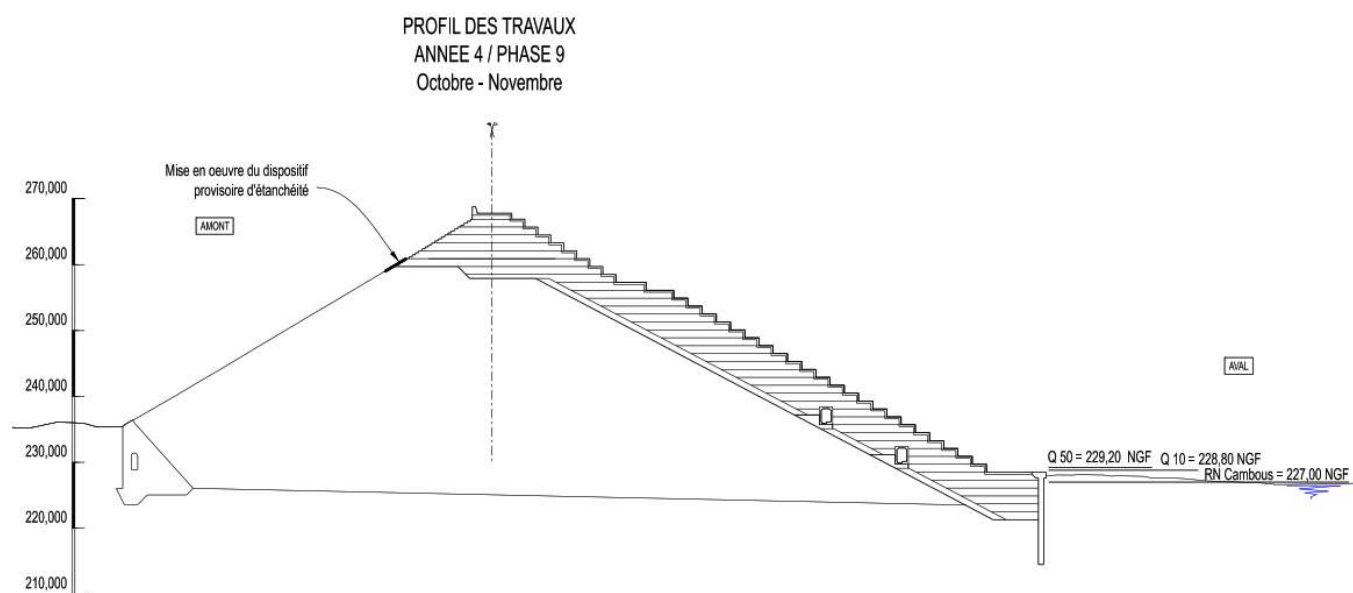 PROFIL DES TRAVAUX
ANNEE 4 / PHASE 9
Octobre - Novembre
Mise en oeuvre du dispositif
provisoire d'étanchéité
270,000
AMONT
260,000
250,000
240,000
AVAL
230,000
Q 50 = 229,20 NGF
Q 10 = 228,80 NGF
RN Cambous = 227,00 NGF
220,000
210,000